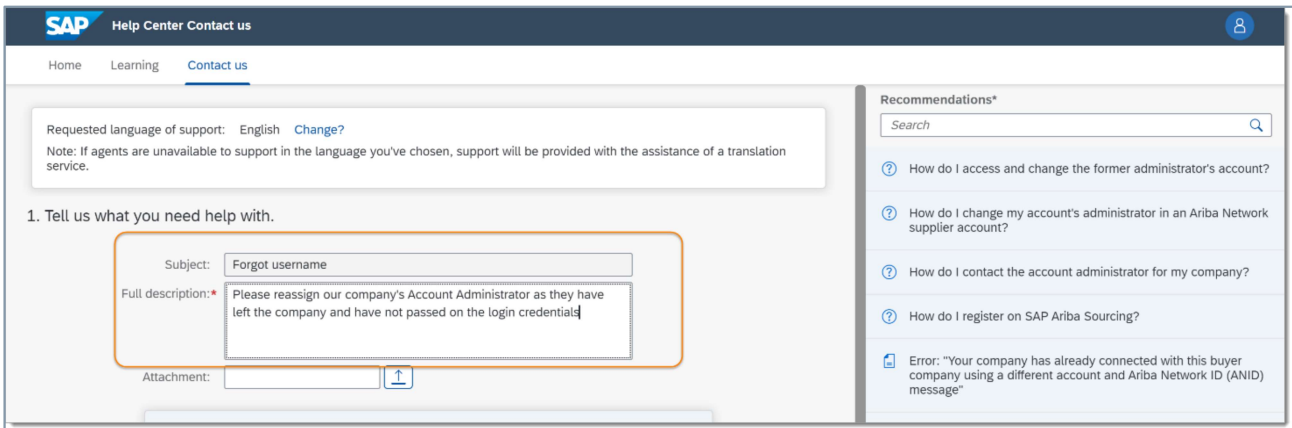 SAP Help Center Contact us
Home Learning Contact us
Requested language of support: English Change?
Note: If agents are unavailable to support in the language you've chosen, support will be provided with the assistance of a translation
service.
1. Tell us what you need help with.
Subject: Forgot username
Full description:* Please reassign our company's Account Administrator as they have
left the company and have not passed on the login credentials
Attachment:
Recommendations*
Search
How do I access and change the former administrator's account?
How do I change my account's administrator in an Ariba Network
supplier account?
How do I contact the account administrator for my company?
How do I register on SAP Ariba Sourcing?
Error: "Your company has already connected with this buyer
company using a different account and Ariba Network ID (ANID)
message"